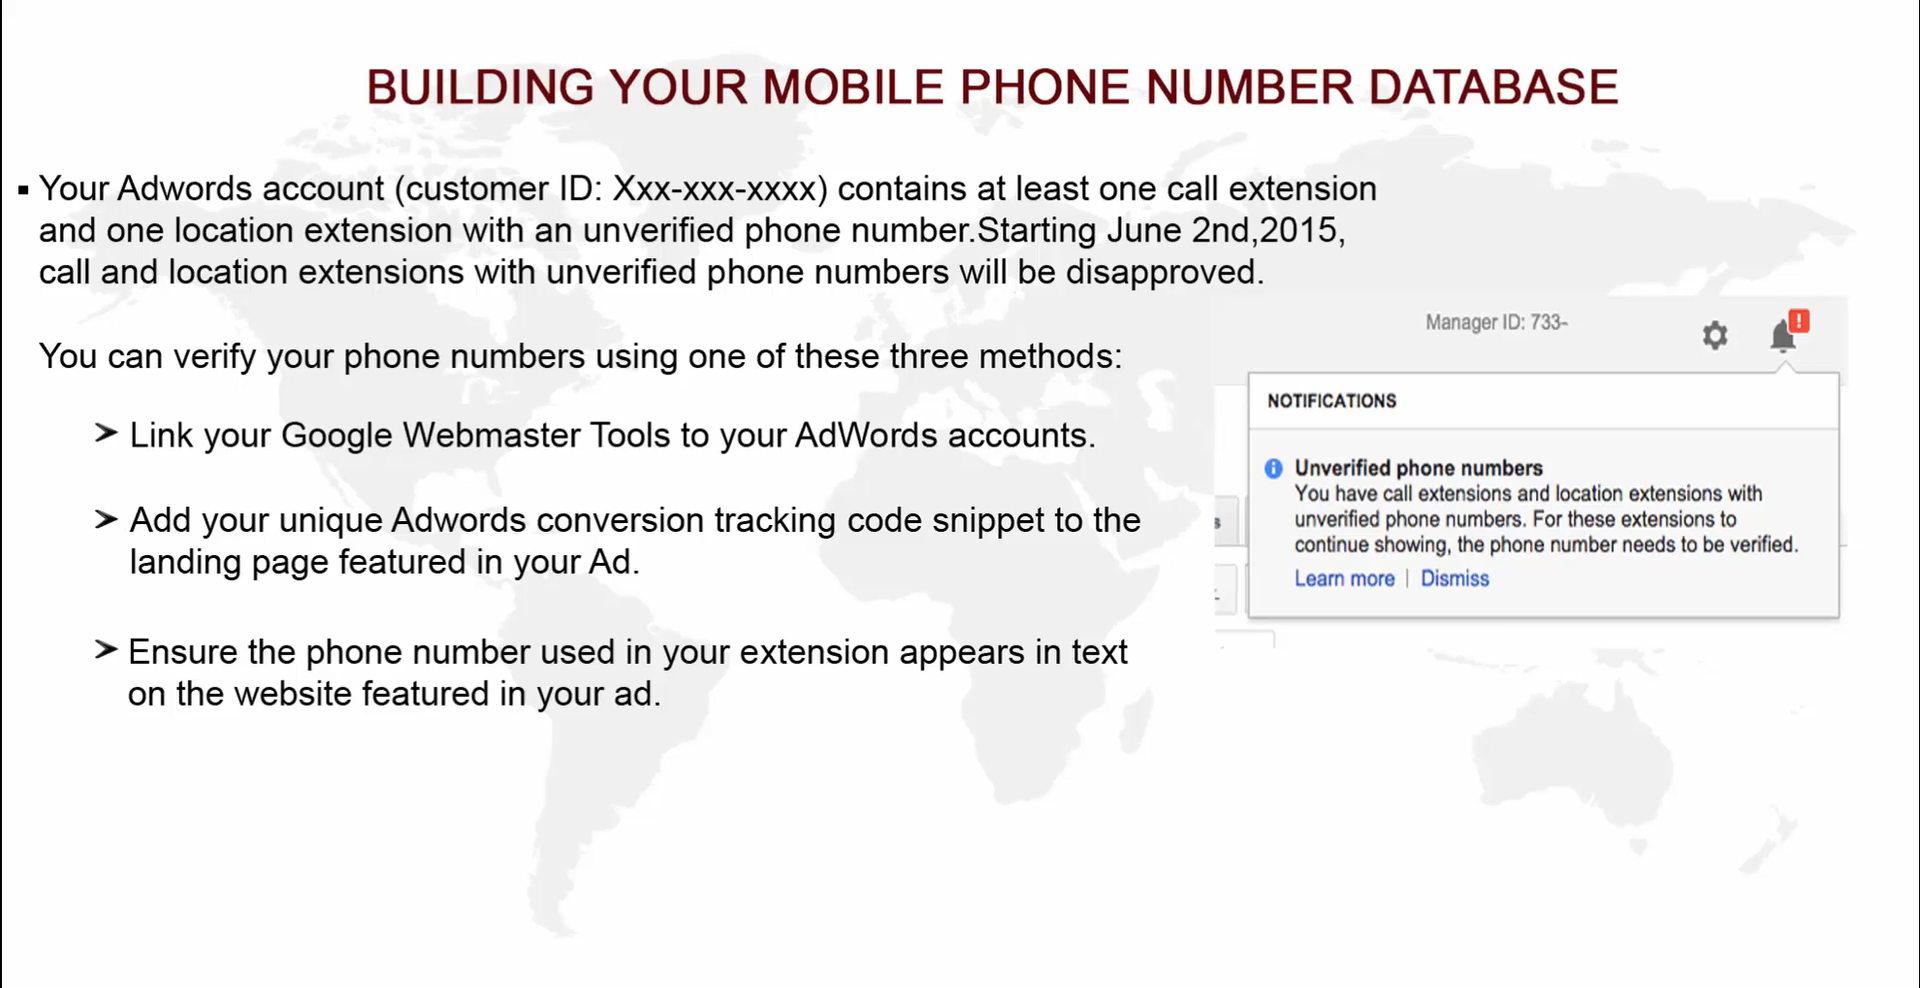 BUILDING YOUR MOBILE PHONE NUMBER DATABASE
▪ Your Adwords account (customer ID: Xxx-xxx-xxxx) contains at least one call extension
and one location extension with an unverified phone number.Starting June 2nd,2015,
call and location extensions with unverified phone numbers will be disapproved.
You can verify your phone numbers using one of these three methods:
➢ Link your Google Webmaster Tools to your AdWords accounts.
➢ Add your unique Adwords conversion tracking code snippet to the
landing page featured in your Ad.
➢ Ensure the phone number used in your extension appears in text
on the website featured in your ad.
Manager ID: 733-
!
NOTIFICATIONS
Unverified phone numbers
You have call extensions and location extensions with
unverified phone numbers. For these extensions to
continue showing, the phone number needs to be verified.
Learn more | Dismiss